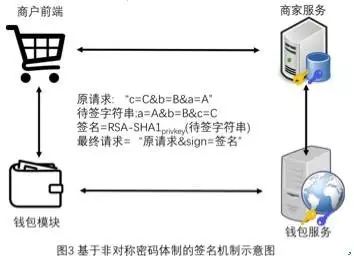 商户前端
商家服务
原请求: “c=C&b=B&a=A”
待签字符串:a=A&b=B&c=C
签名=RSA-SHA1privkey(待签字符串)
最终请求= “原请求&sign=签名”
钱包模块
钱包服务
图3 基于非对称密码体制的签名机制示意图